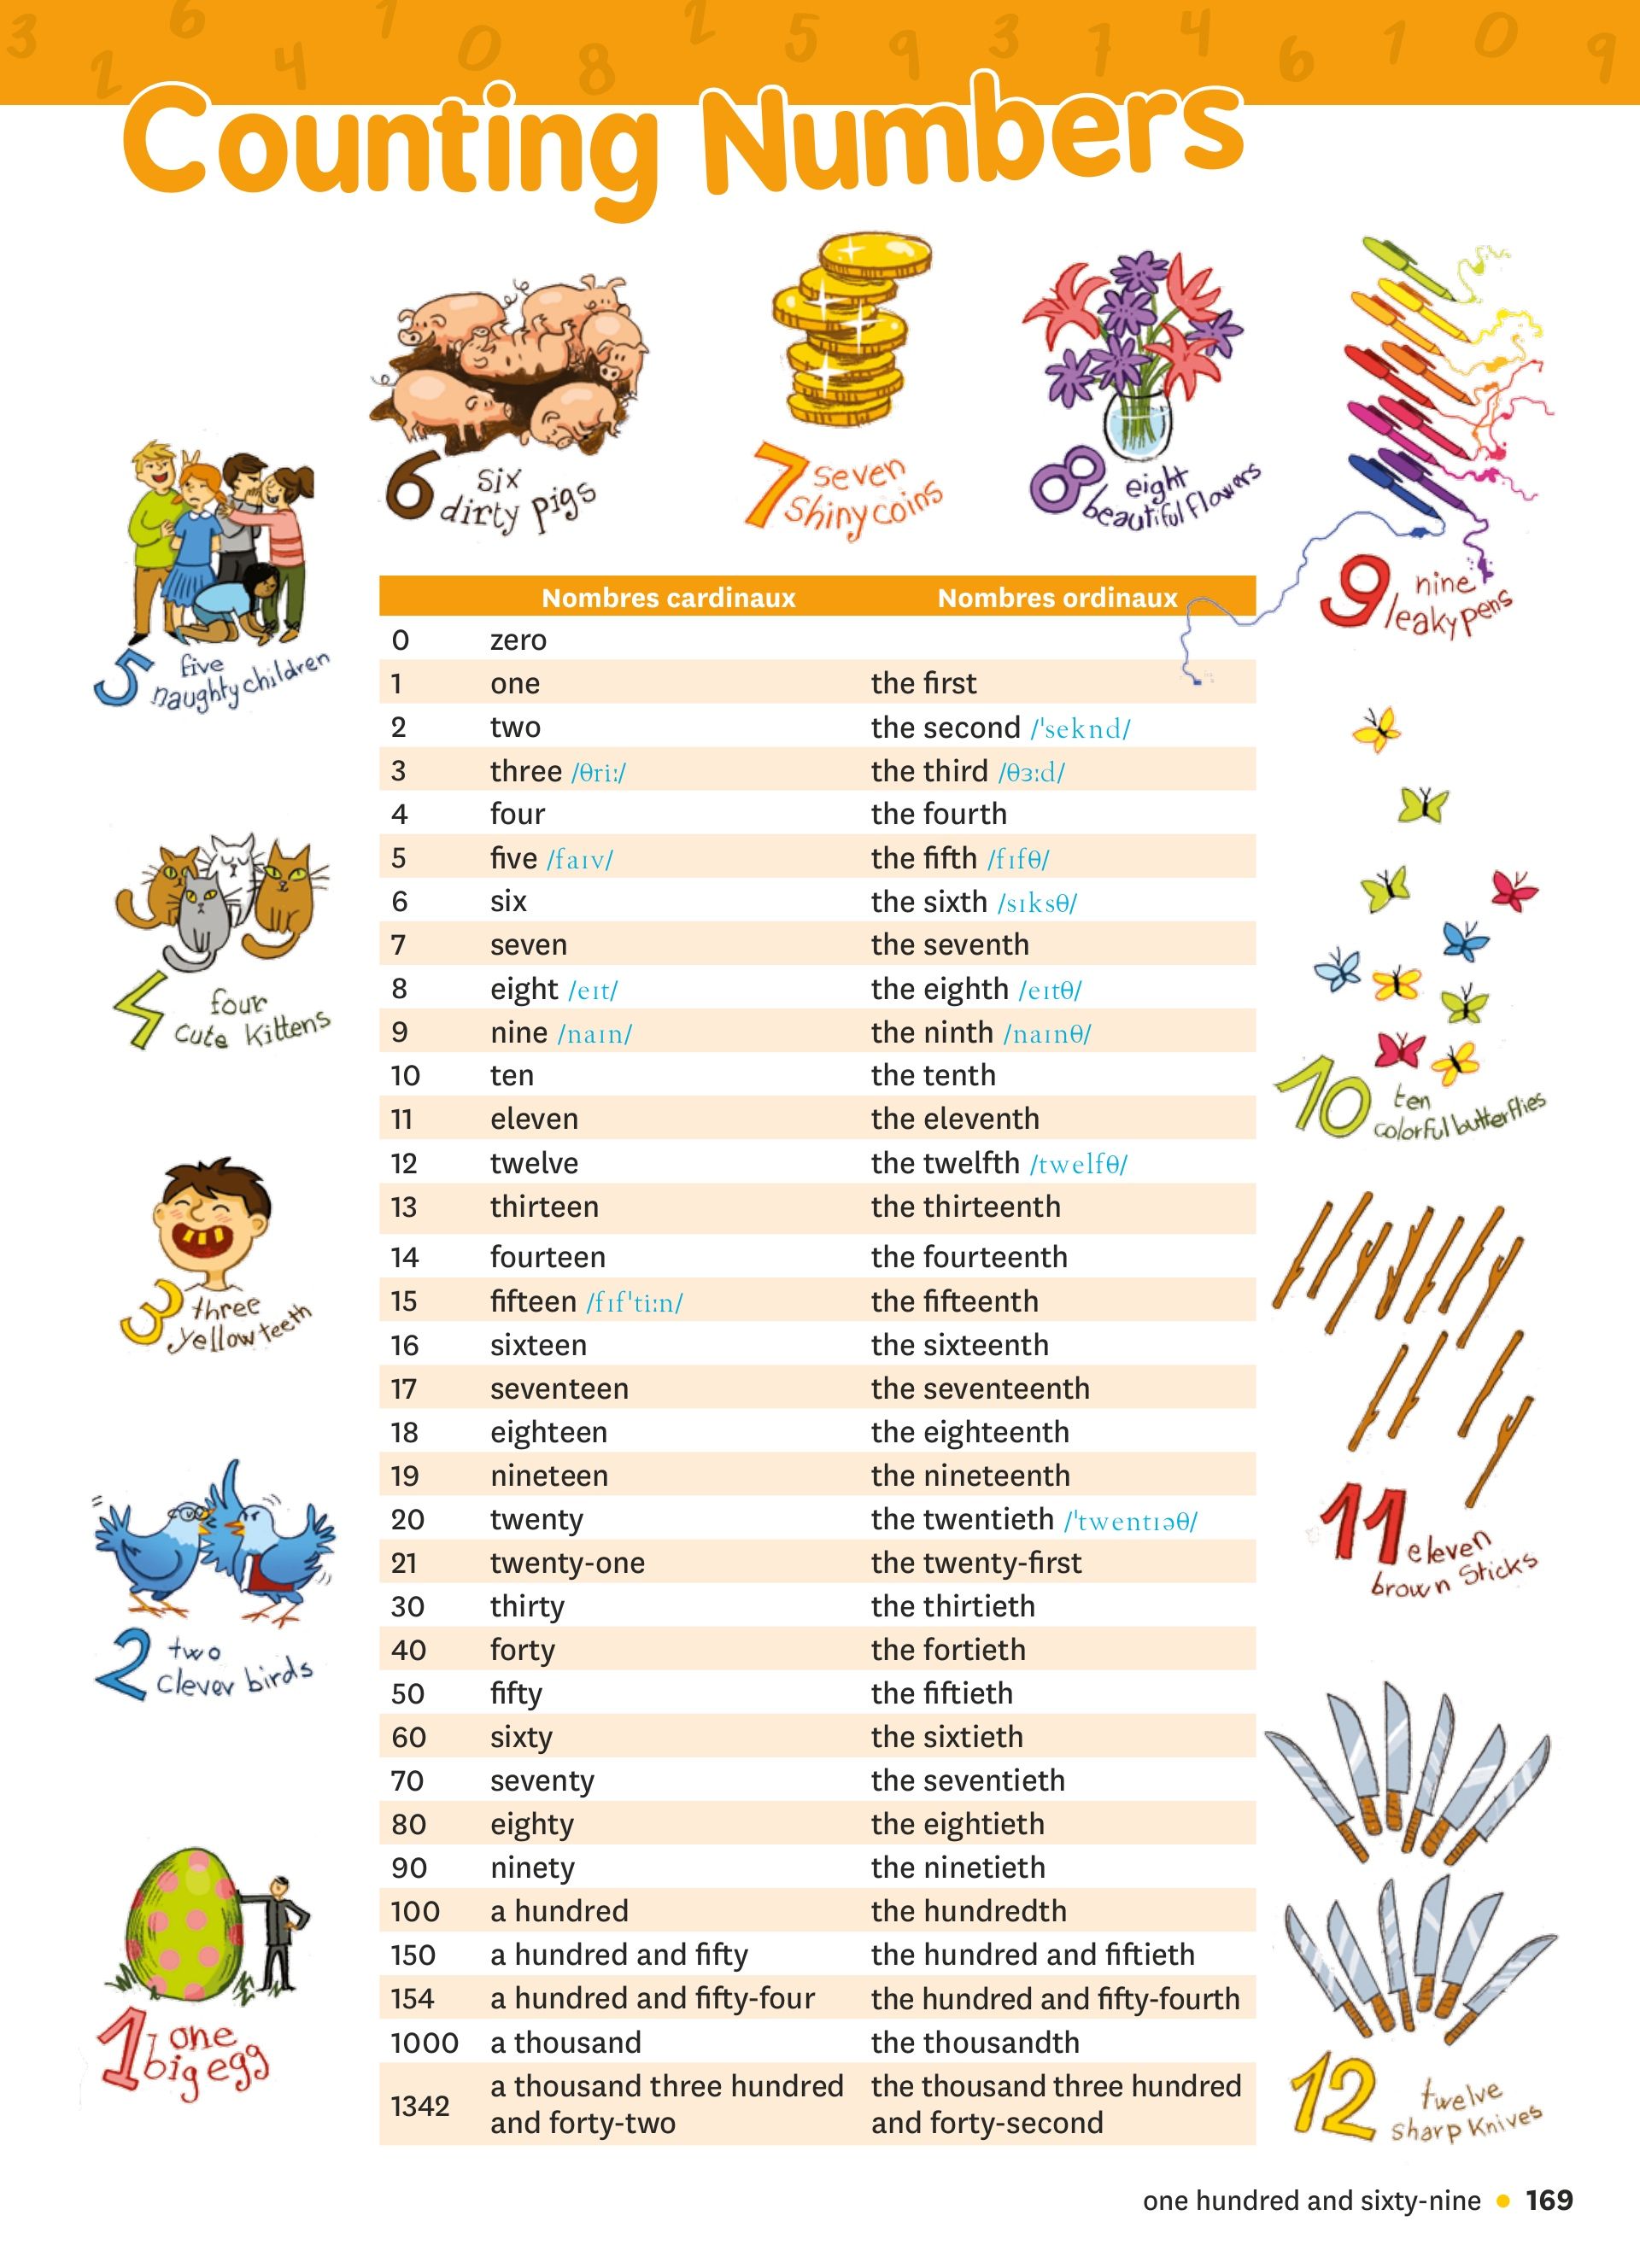 3 2 6 4 1 0 8 2 5 9 3 7 4 6 1 0 9
Counting Numbers
6 six
dirty pigs
7 seven
shiny coins
8 eight
beautiful flowers
9 nine
leaky pens
5 five
naughty children
4 four
cute kittens
3 three
yellow teeth
2 two
clever birds
1 one
big egg
Nombres cardinaux Nombres ordinaux
0 zero
1 one the first
2 two the second /ˈseknd/
3 three /θriː/ the third /θɜːd/
4 four the fourth
5 five /faɪv/ the fifth /fɪfθ/
6 six the sixth /sɪksθ/
7 seven the seventh
8 eight /eɪt/ the eighth /eɪtθ/
9 nine /naɪn/ the ninth /naɪnθ/
10 ten the tenth
11 eleven the eleventh
12 twelve the twelfth /twelfθ/
13 thirteen the thirteenth
14 fourteen the fourteenth
15 fifteen /fɪfˈtiːn/ the fifteenth
16 sixteen the sixteenth
17 seventeen the seventeenth
18 eighteen the eighteenth
19 nineteen the nineteenth
20 twenty the twentieth /ˈtwentɪəθ/
21 twenty-one the twenty-first
30 thirty the thirtieth
40 forty the fortieth
50 fifty the fiftieth
60 sixty the sixtieth
70 seventy the seventieth
80 eighty the eightieth
90 ninety the ninetieth
100 a hundred the hundredth
150 a hundred and fifty the hundred and fiftieth
154 a hundred and fifty-four the hundred and fifty-fourth
1000 a thousand the thousandth
1342 a thousand three hundred the thousand three hundred
and forty-two and forty-second
10 ten
colorful butterflies
11 eleven
brown sticks
12 twelve
sharp knives
one hundred and sixty-nine • 169